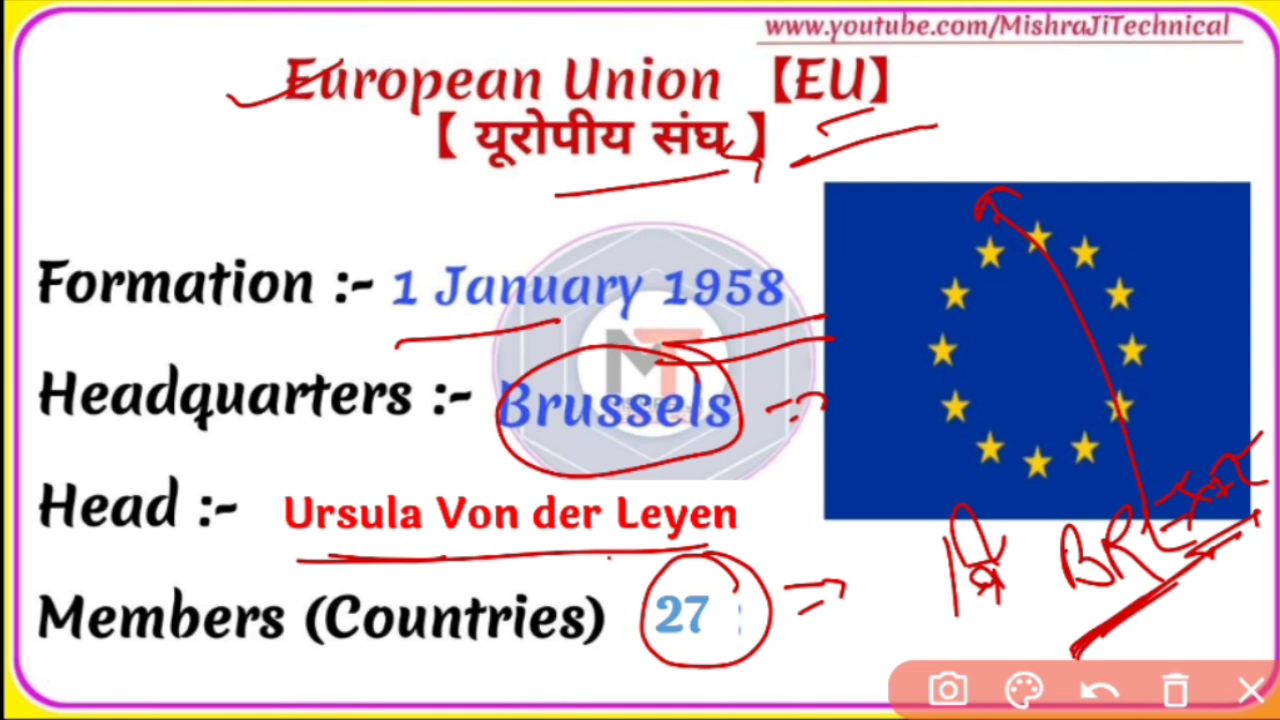 www.youtube.com/MishraJiTechnical
European Union 【EU】
【 यूरोपीय संघ 】
Formation :- 1 January 1958
Headquarters :- Brussels
Head :- Ursula Von der Leyen
Members (Countries) 27